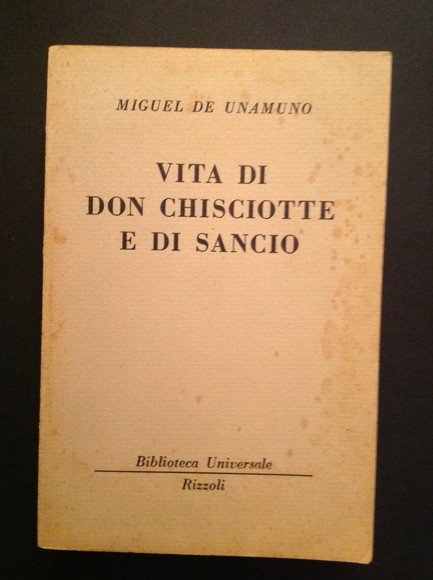 MIGUEL DE UNAMUNO
VITA DI
DON CHISCIOTTE
E DI SANCIO
Biblioteca Universale
Rizzoli